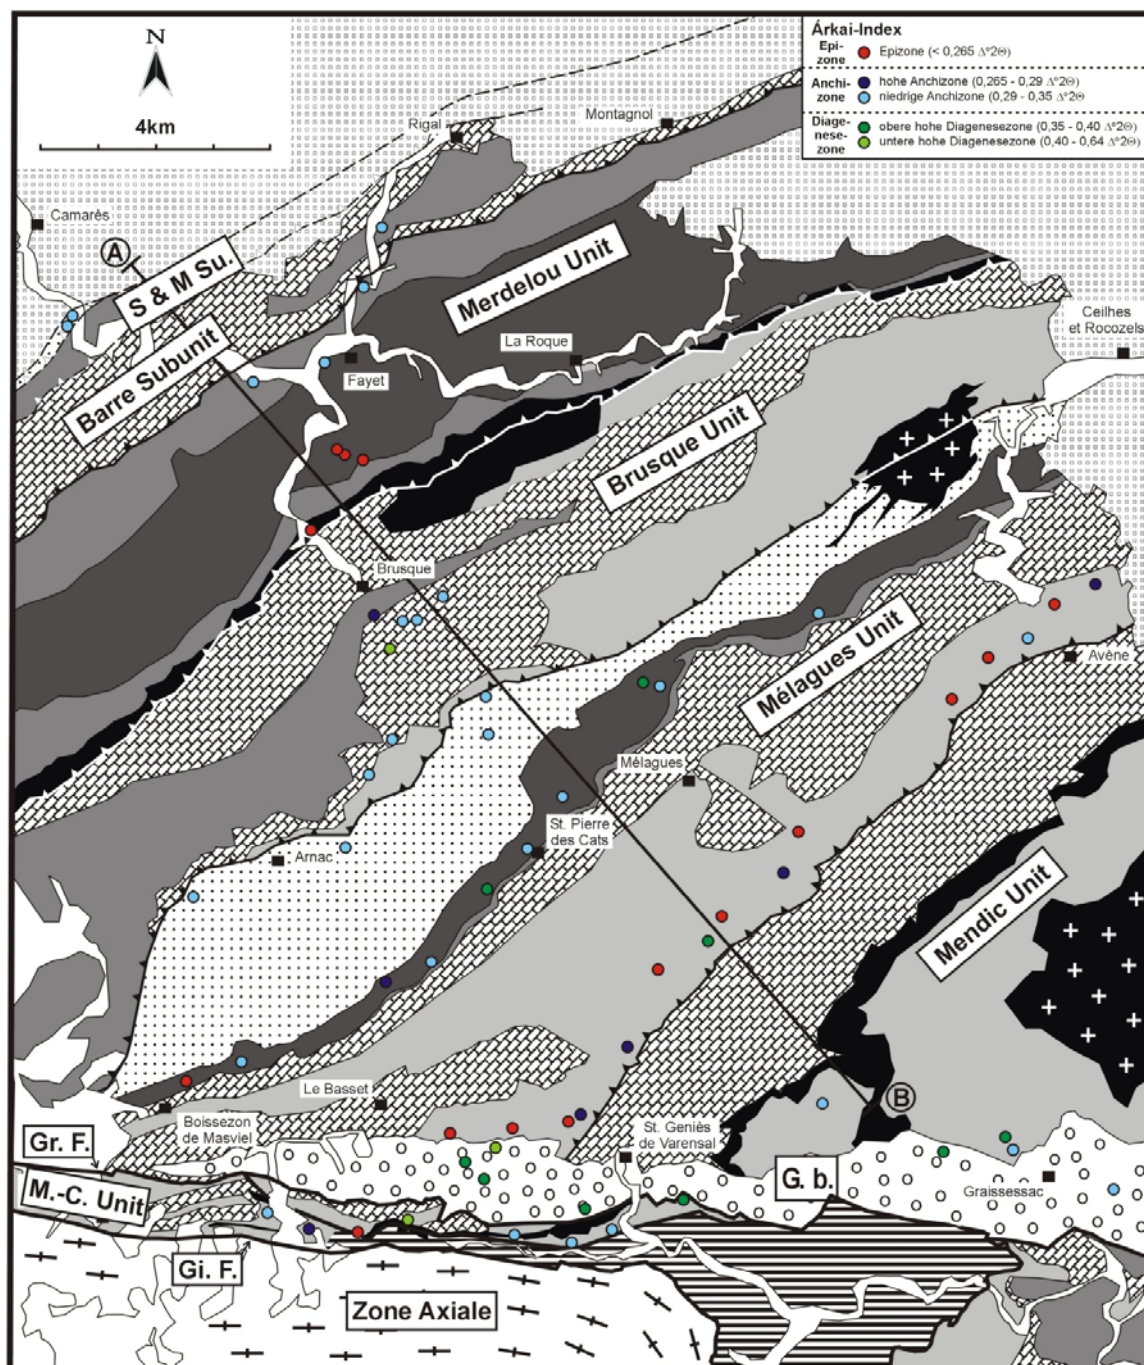 N
4km
Árkai-Index
Epi-
zone
Epizone (< 0,265 Δ°2Θ)
Anchi-
zone
hohe Anchizone (0,265 - 0,29 Δ°2Θ)
niedrige Anchizone (0,29 - 0,35 Δ°2Θ
Diage-
nese-
zone
obere hohe Diagenesezone (0,35 - 0,40 Δ°2Θ)
untere hohe Diagenesezone (0,40 - 0,64 Δ°2Θ)
Rigal
Montagnol
Camarès
A
S & M Su.
Merdelou Unit
Barre Subunit
La Roque
Fayet
Ceilhes
et Rocozels
Brusque Unit
Brusque
Mélagues Unit
Avène
Mélagues
St. Pierre
des Cats
Arnac
Mendic Unit
Le Basset
B
Boissezon
de Masviel
St. Geniès
de Varensal
Gr. F.
M.-C. Unit
G. b.
Graissessac
Gi. F.
Zone Axiale